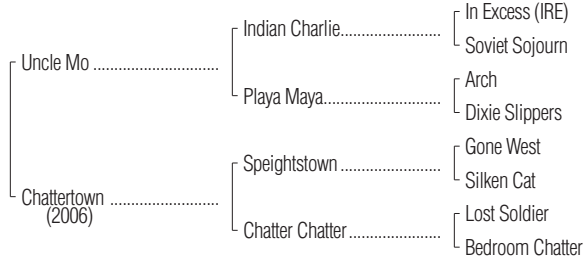 In Excess (IRE)
Indian Charlie....................
Soviet Sojourn
Uncle Mo ........................
Arch
Playa Maya........................
Dixie Slippers
Gone West
Speightstown ....................
Silken Cat
Chattertown .....................
(2006)
Lost Soldier
Chatter Chatter...................
Bedroom Chatter